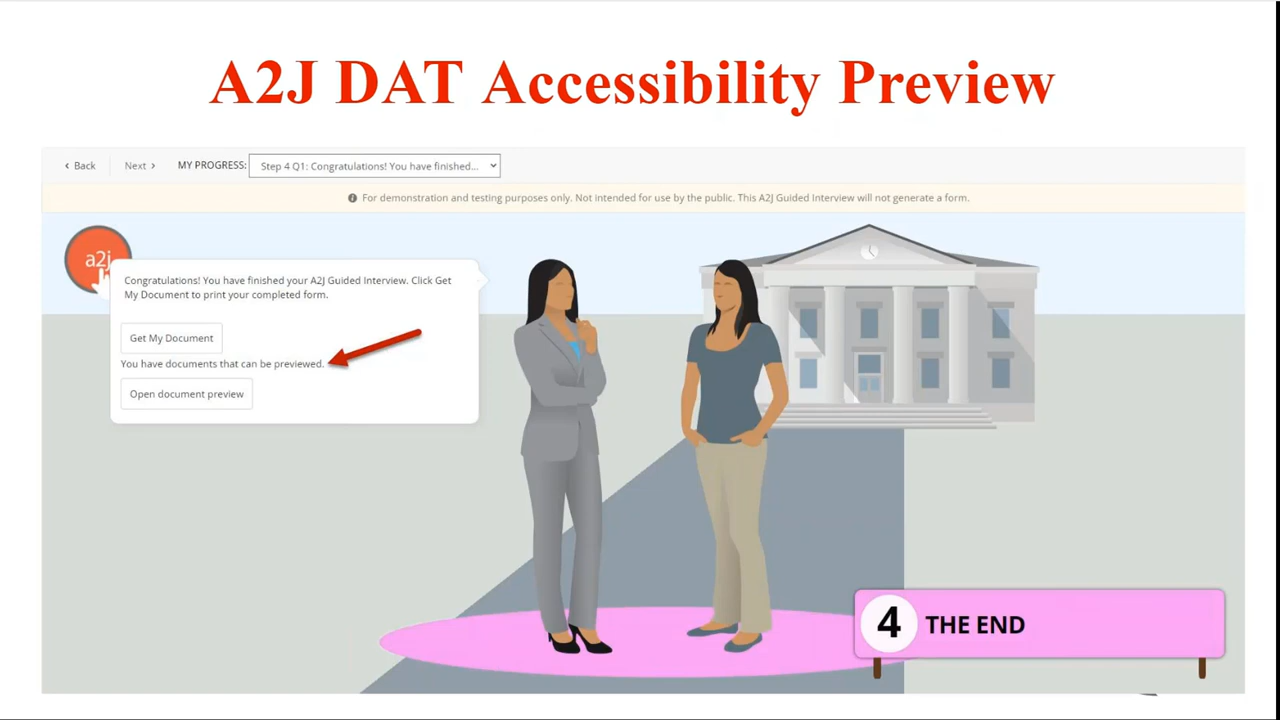 A2J DAT Accessibility Preview
‹ Back Next › MY PROGRESS: Step 4 Q1: Congratulations! You have finished...
For demonstration and testing purposes only. Not intended for use by the public. This A2J Guided Interview will not generate a form.
a2j
Congratulations! You have finished your A2J Guided Interview. Click Get
My Document to print your completed form.
Get My Document
You have documents that can be previewed.
Open document preview
4 THE END